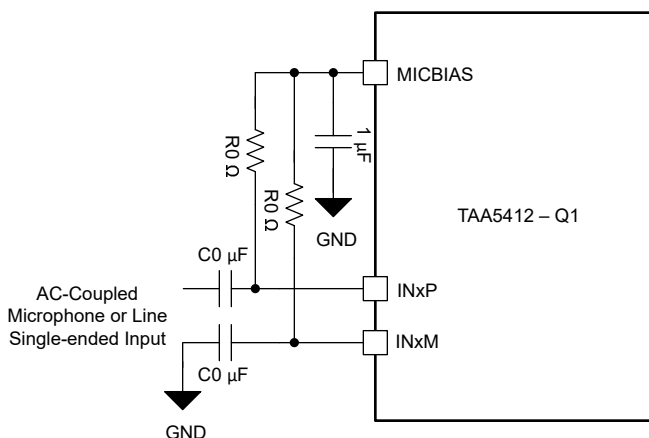 MICBIAS
R0 Ω
R0 Ω
1 µF
GND
TAA5412 – Q1
C0 µF
AC-Coupled
Microphone or Line
Single-ended Input
INxP
INxM
C0 µF
GND